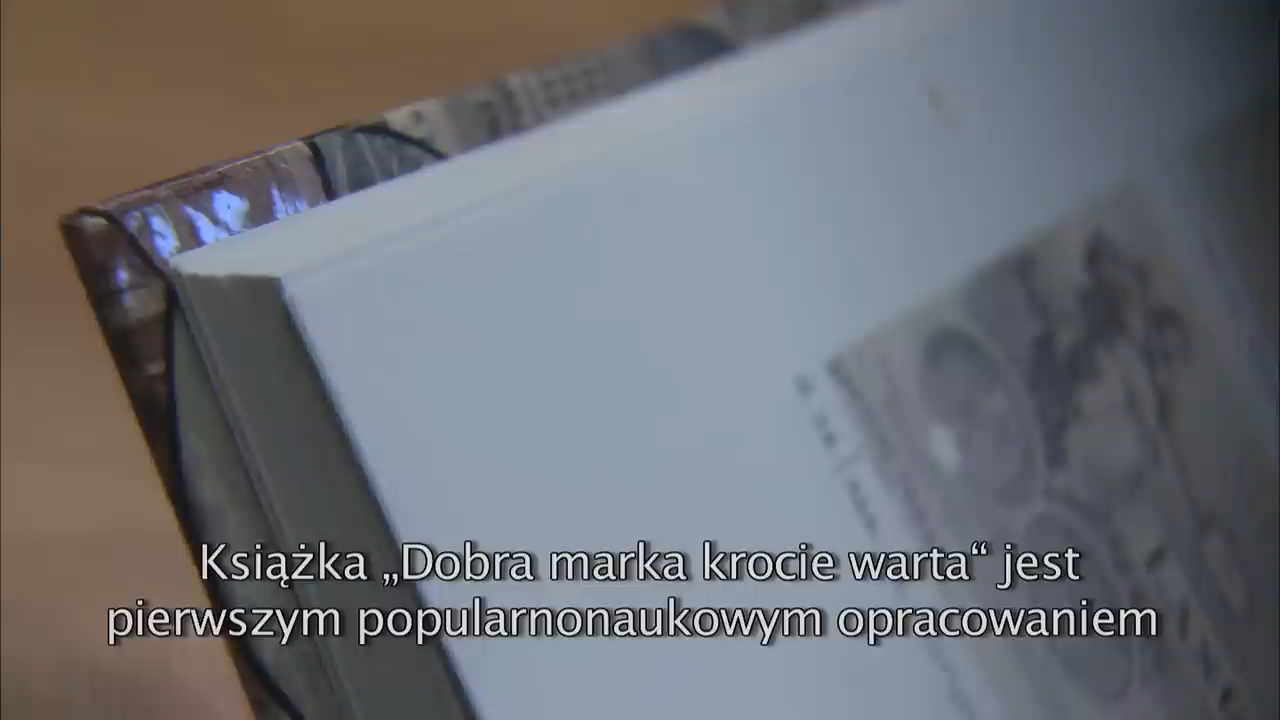 Książka „Dobra marka krocie warta“ jest
pierwszym popularnonaukowym opracowaniem